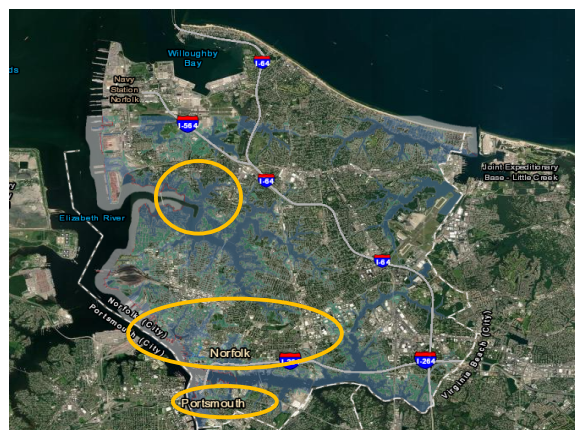 Willoughby
Bay
I-64
Navy
Station
Norfolk
I-564
Joint Expeditionary
Base - Little Creek
I-64
Elizabeth River
I-64
Norfolk (City)
Portsmouth (City)
Norfolk
I-264
Virginia Beach (City)
Portsmouth